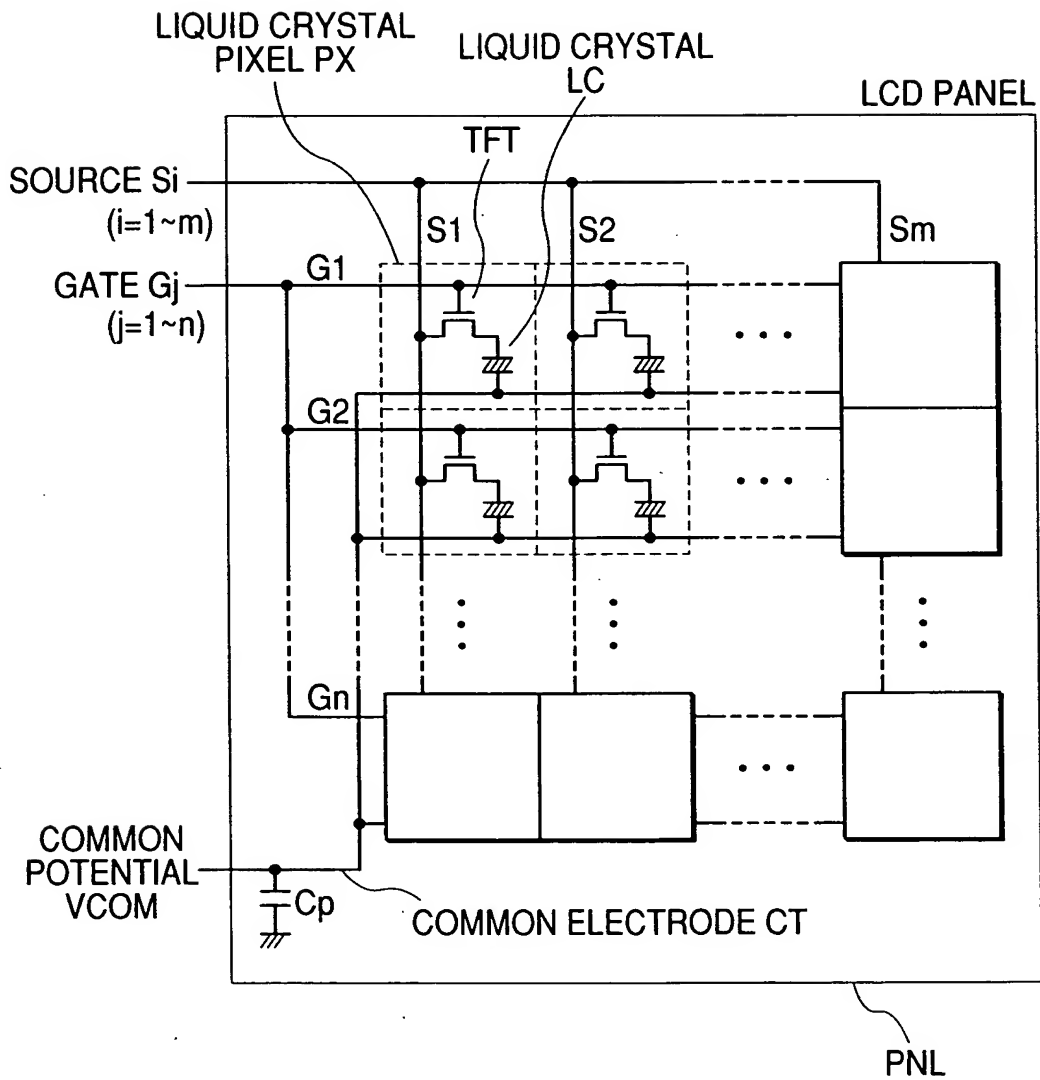 LIQUID CRYSTAL
PIXEL PX
LIQUID CRYSTAL
LC
LCD PANEL
TFT
SOURCE Si
(i=1~m)
S1
S2
Sm
GATE Gj
(j=1~n)
G1
G2
Gn
COMMON
POTENTIAL
VCOM
Cp
COMMON ELECTRODE CT
PNL